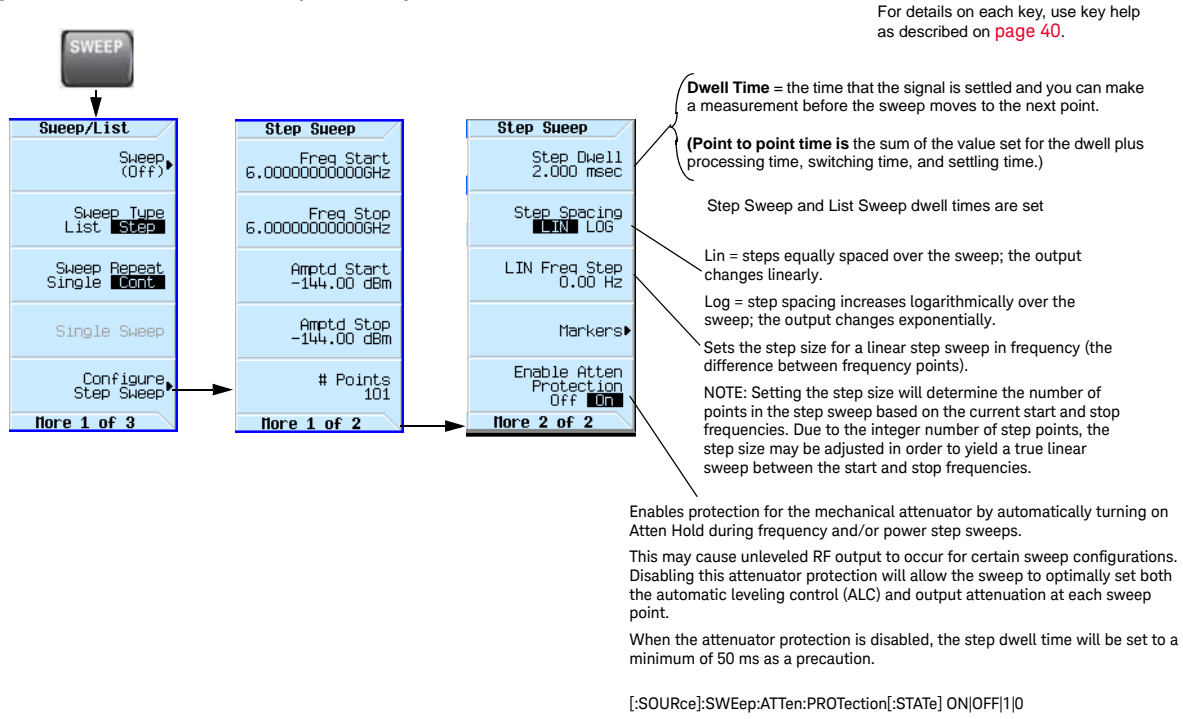 For details on each key, use key help
as described on page 40.
SWEEP
Sweep/List
Sweep
(Off)
Sweep Type
List Step
Sweep Repeat
Single Cont
Single Sweep
Configure
Step Sweep
More 1 of 3
Step Sweep
Freq Start
6.00000000000GHz
Freq Stop
6.00000000000GHz
Amptd Start
-144.00 dBm
Amptd Stop
-144.00 dBm
# Points
101
More 1 of 2
Step Sweep
Step Dwell
2.000 msec
Step Spacing
LIN LOG
LIN Freq Step
0.00 Hz
Markers
Enable Atten
Protection
Off On
More 2 of 2
Dwell Time = the time that the signal is settled and you can make
a measurement before the sweep moves to the next point.
(Point to point time is the sum of the value set for the dwell plus
processing time, switching time, and settling time.)
Step Sweep and List Sweep dwell times are set
Lin = steps equally spaced over the sweep; the output
changes linearly.
Log = step spacing increases logarithmically over the
sweep; the output changes exponentially.
Sets the step size for a linear step sweep in frequency (the
difference between frequency points).
NOTE: Setting the step size will determine the number of
points in the step sweep based on the current start and stop
frequencies. Due to the integer number of step points, the
step size may be adjusted in order to yield a true linear
sweep between the start and stop frequencies.
Enables protection for the mechanical attenuator by automatically turning on
Atten Hold during frequency and/or power step sweeps.
This may cause unleveled RF output to occur for certain sweep configurations.
Disabling this attenuator protection will allow the sweep to optimally set both
the automatic leveling control (ALC) and output attenuation at each sweep
point.
When the attenuator protection is disabled, the step dwell time will be set to a
minimum of 50 ms as a precaution.
[:SOURce]:SWEep:ATTen:PROTection[:STATe] ON|OFF|1|0